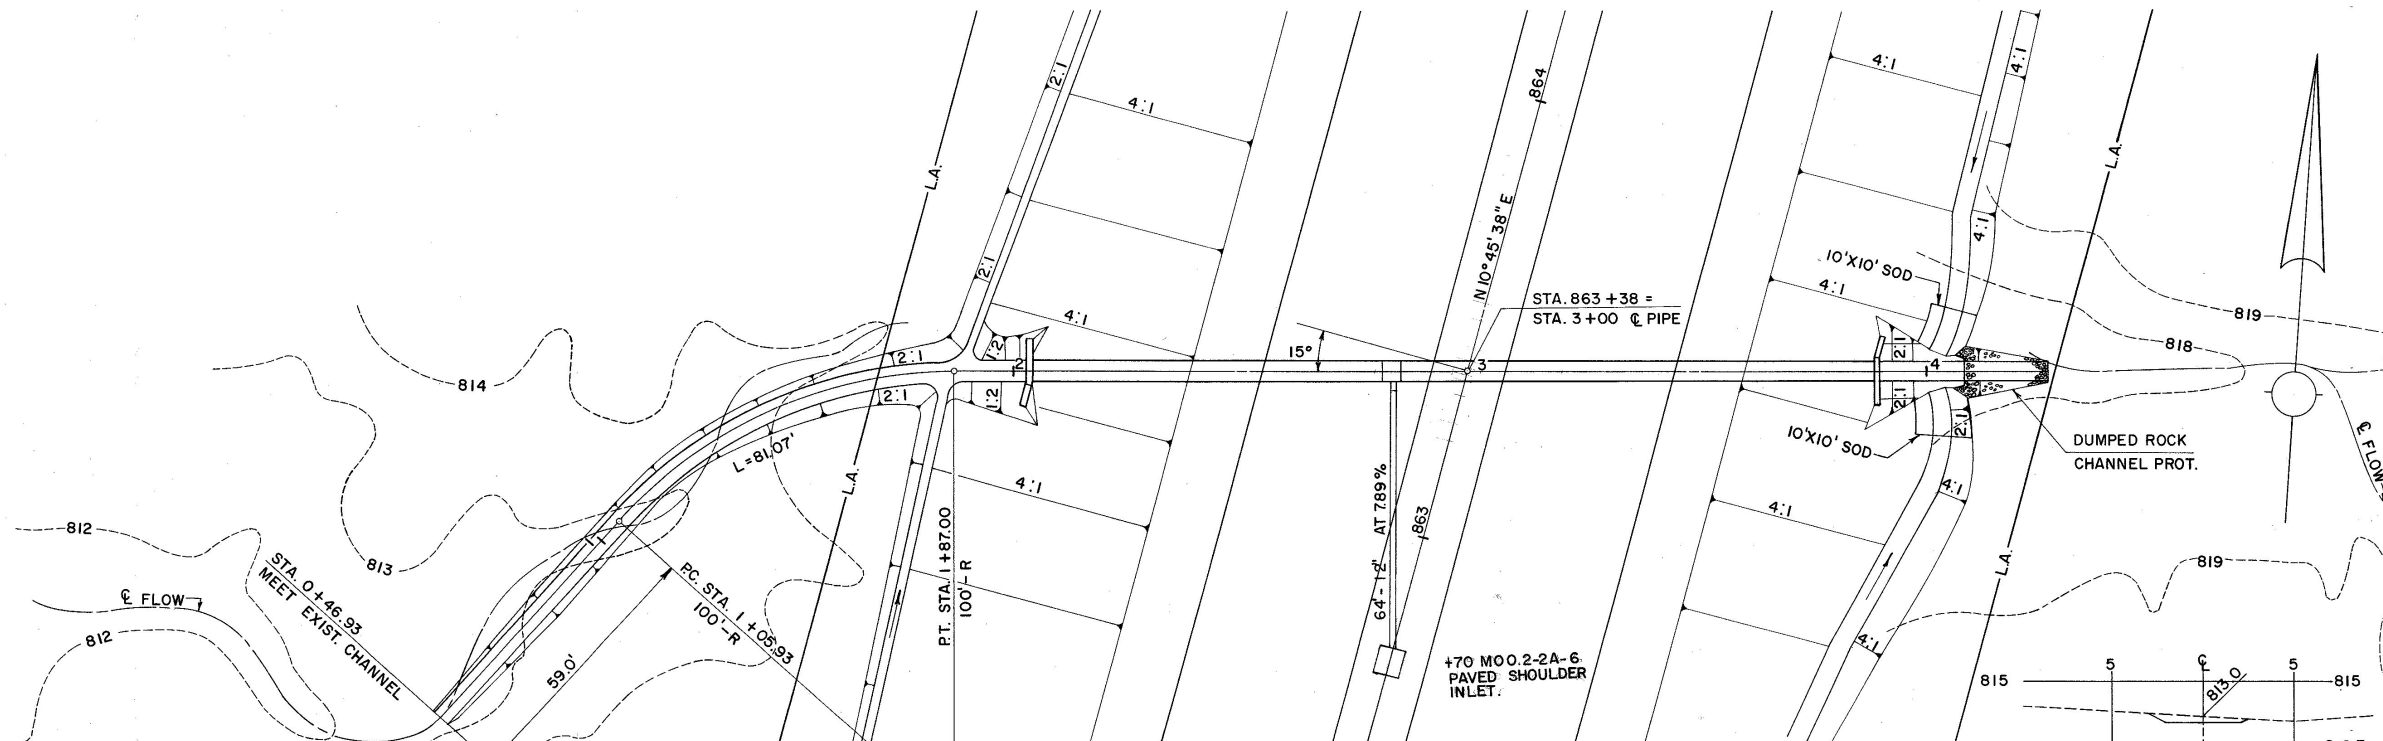 2:1
4:1
864
4:1
4:1
L.A.
L.A.
4:1
2:1
N 10° 45' 38" E
10'X10' SOD
4:1
4:1
STA. 863 +38 =
STA. 3+00 ℄ PIPE
819
818
814
2:1
1:2
2
15°
3
2:1
4
2:1
1:2
2:1
2:1
10'X10' SOD
DUMPED ROCK
CHANNEL PROT.
℄ FLOW
L=81.07'
L.A.
4:1
4:1
4:1
863
812
813
1
STA. 0+46.93
MEET EXIST. CHANNEL
P.C. STA. 1+05.93
100'-R
P.T. STA. 1+87.00
100'-R
64'-12" AT 7.89%
L.A.
819
℄ FLOW
812
59.0'
4:1
+70 MO 0.2-2A-6
PAVED SHOULDER
INLET.
5
℄
5
815
813.0
815